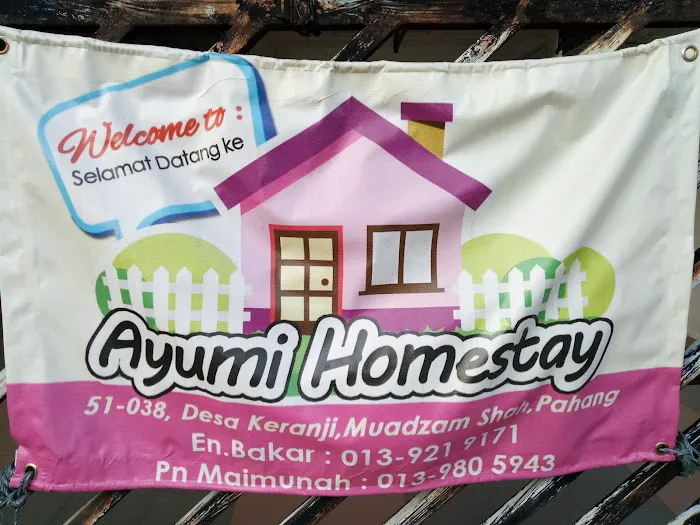 Welcome to :
Selamat Datang ke
Ayumi Homestay
51-038, Desa Keranji,Muadzam Shah,Pahang
En.Bakar : 013-921 9171
Pn Maimunah : 013-980 5943